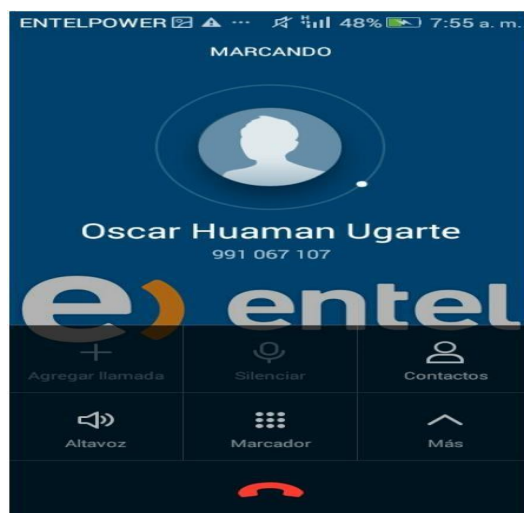 ENTELPOWER ... 48% 7:55 a. m.
MARCANDO
Oscar Huaman Ugarte
991 067 107
e) entel
Agregar llamada Silenciar Contactos
Altavoz Marcador Más